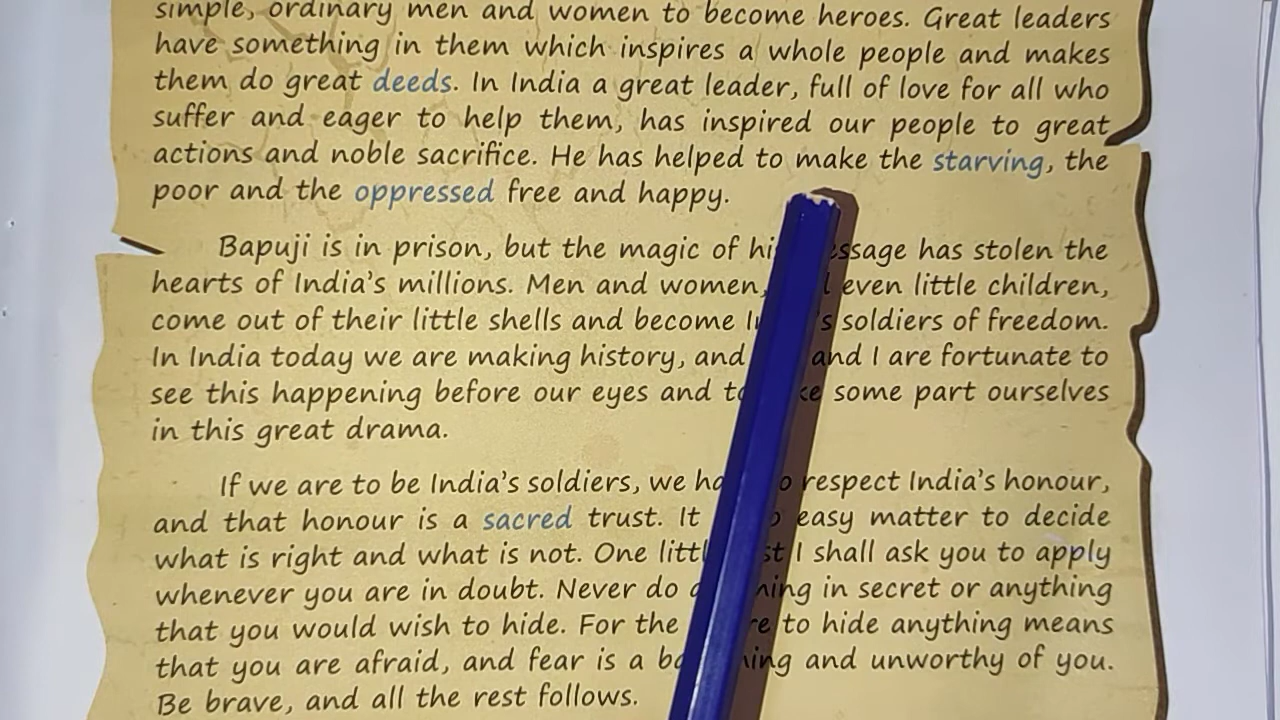 simple, ordinary men and women to become heroes. Great leaders
have something in them which inspires a whole people and makes
them do great deeds. In India a great leader, full of love for all who
suffer and eager to help them, has inspired our people to great
actions and noble sacrifice. He has helped to make the starving, the
poor and the oppressed free and happy.
Bapuji is in prison, but the magic of has stolen the
hearts of India's millions. Men and women, even little children,
come out of their little shells and become soldiers of freedom.
In India today we are making history, and and I are fortunate to
see this happening before our eyes and some part ourselves
in this great drama.
If we are to be India's soldiers, we respect India's honour,
and that honour is a sacred trust. It easy matter to decide
what is right and what is not. One I shall ask you to apply
whenever you are in doubt. Never do in secret or anything
that you would wish to hide. For the to hide anything means
that you are afraid, and fear is a and unworthy of you.
Be brave, and all the rest follows.